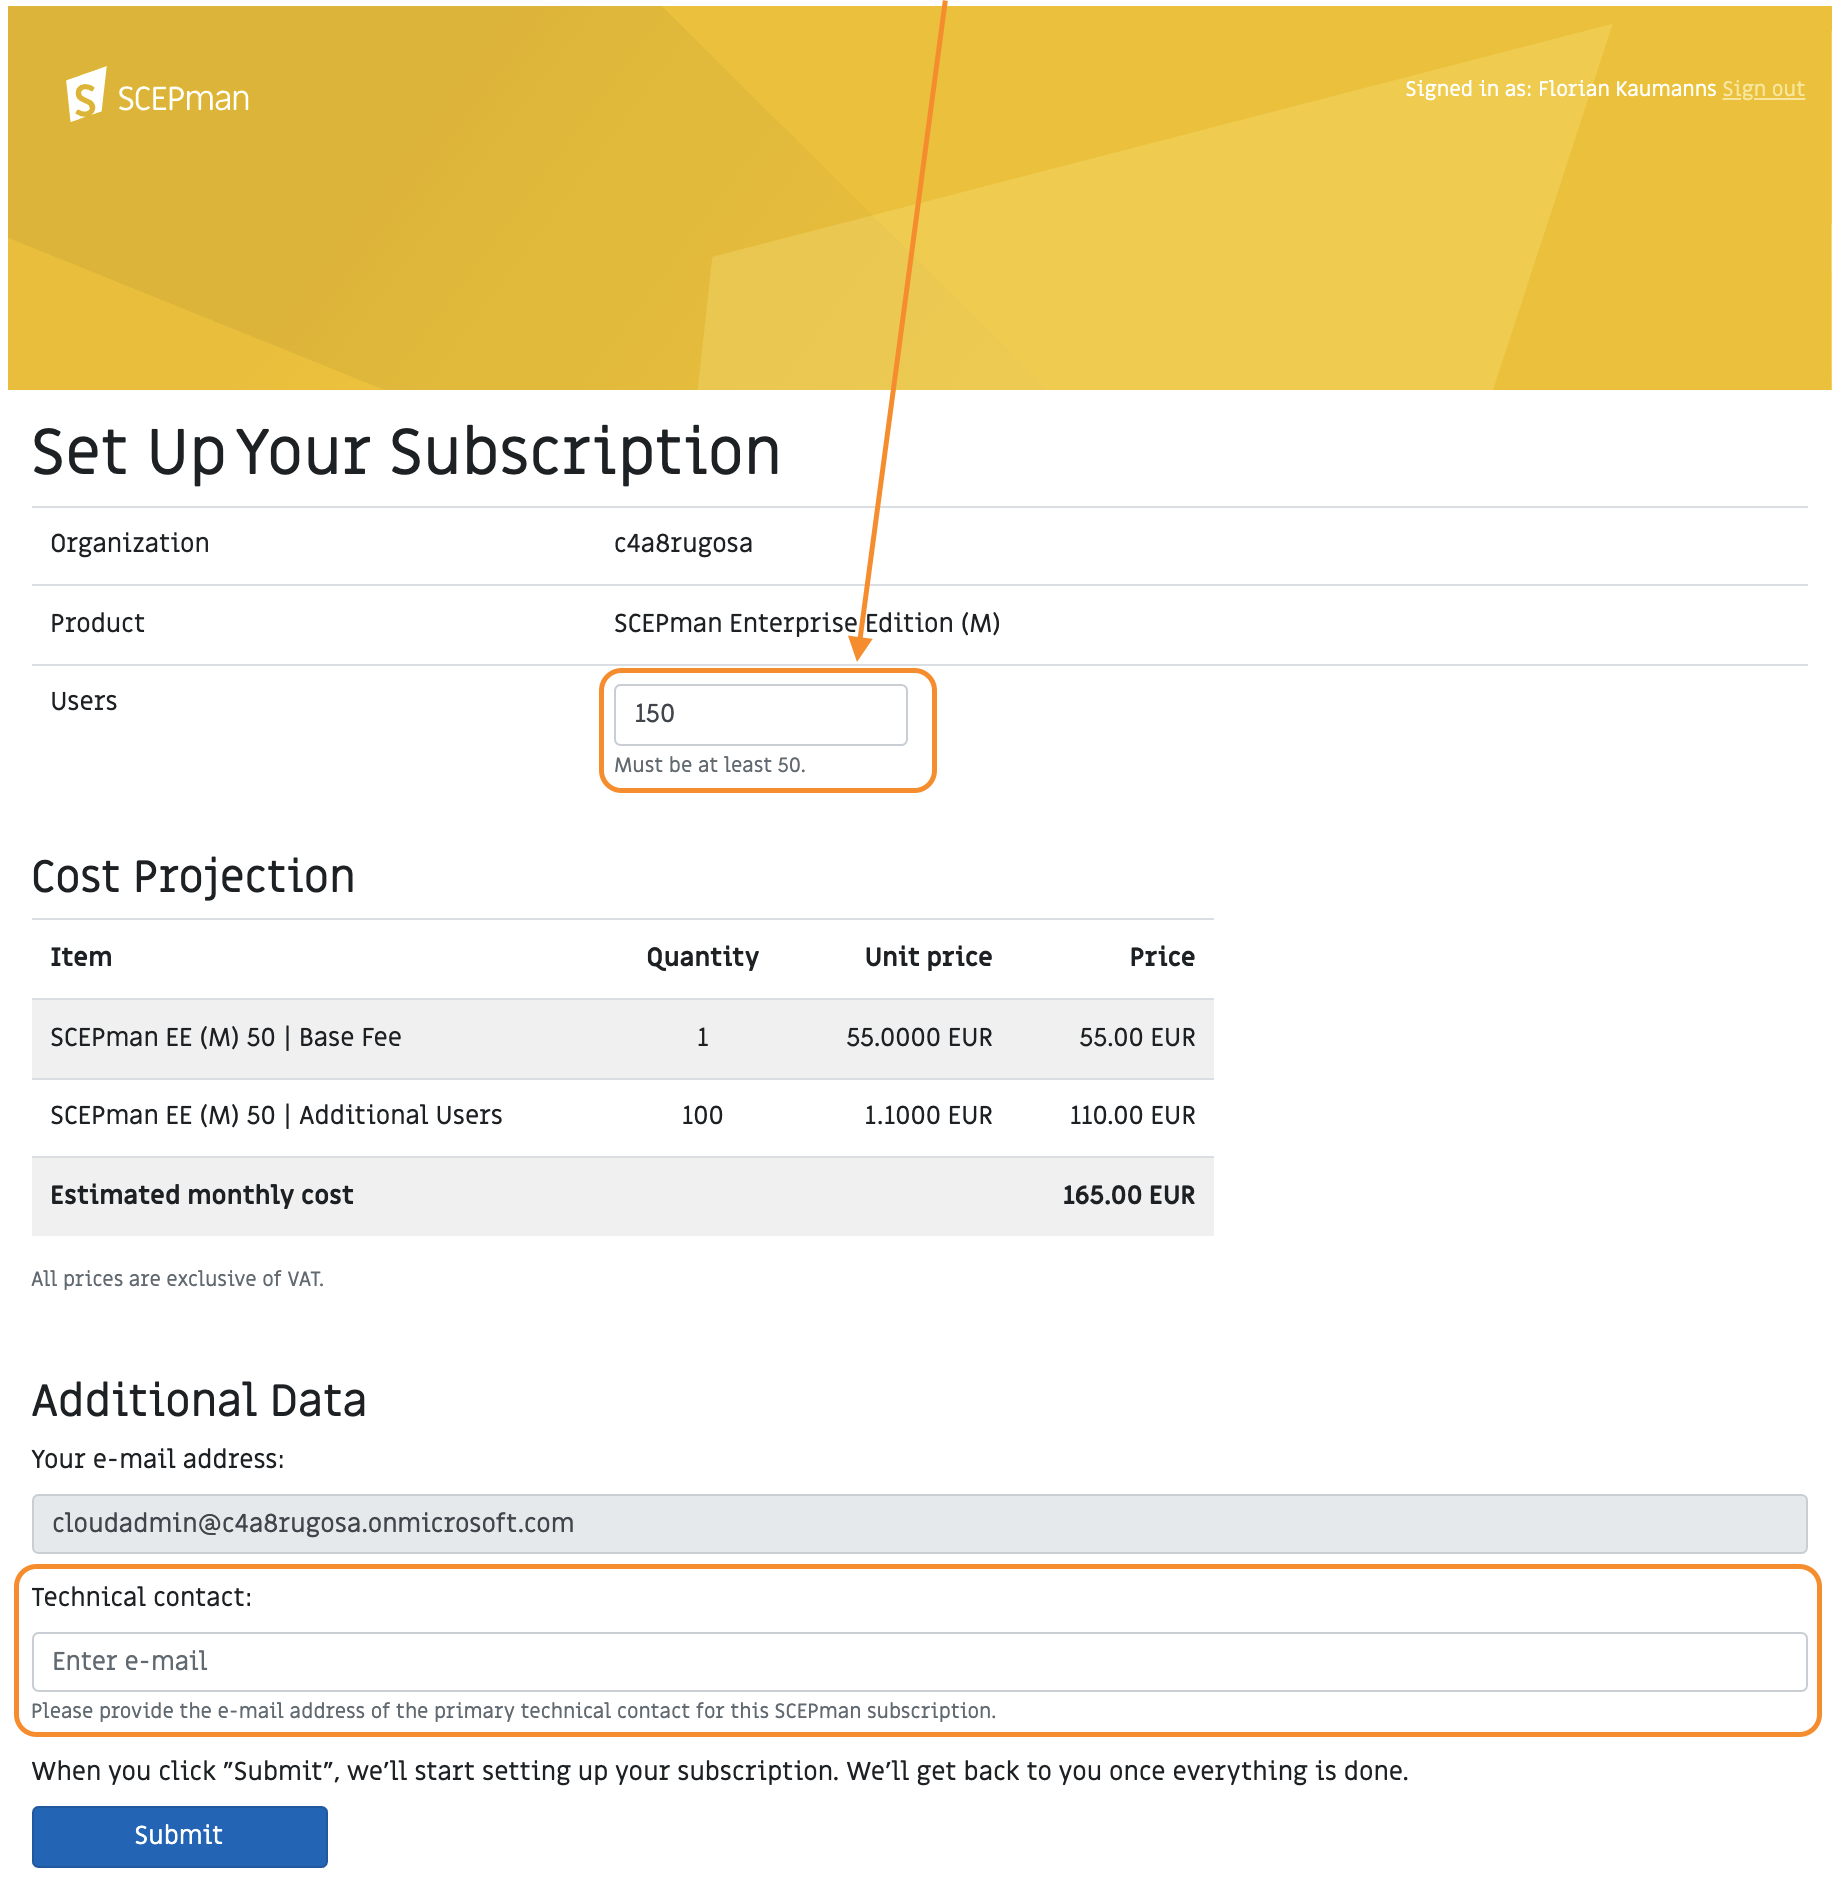 SCEPman
Signed in as: Florian Kaumanns Sign out
Set Up Your Subscription
Organization c4a8rugosa
Product SCEPman Enterprise Edition (M)
Users 150
Must be at least 50.
Cost Projection
Item Quantity Unit price Price
SCEPman EE (M) 50 | Base Fee 1 55.0000 EUR 55.00 EUR
SCEPman EE (M) 50 | Additional Users 100 1.1000 EUR 110.00 EUR
Estimated monthly cost 165.00 EUR
All prices are exclusive of VAT.
Additional Data
Your e-mail address:
cloudadmin@c4a8rugosa.onmicrosoft.com
Technical contact:
Enter e-mail
Please provide the e-mail address of the primary technical contact for this SCEPman subscription.
When you click "Submit", we'll start setting up your subscription. We'll get back to you once everything is done.
Submit